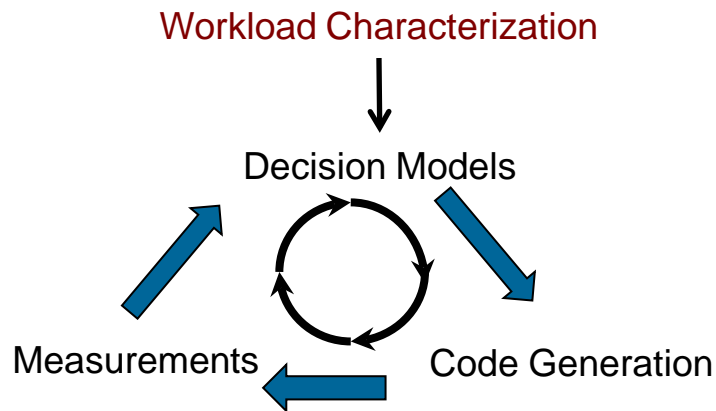 Workload Characterization
Decision Models
Measurements
Code Generation